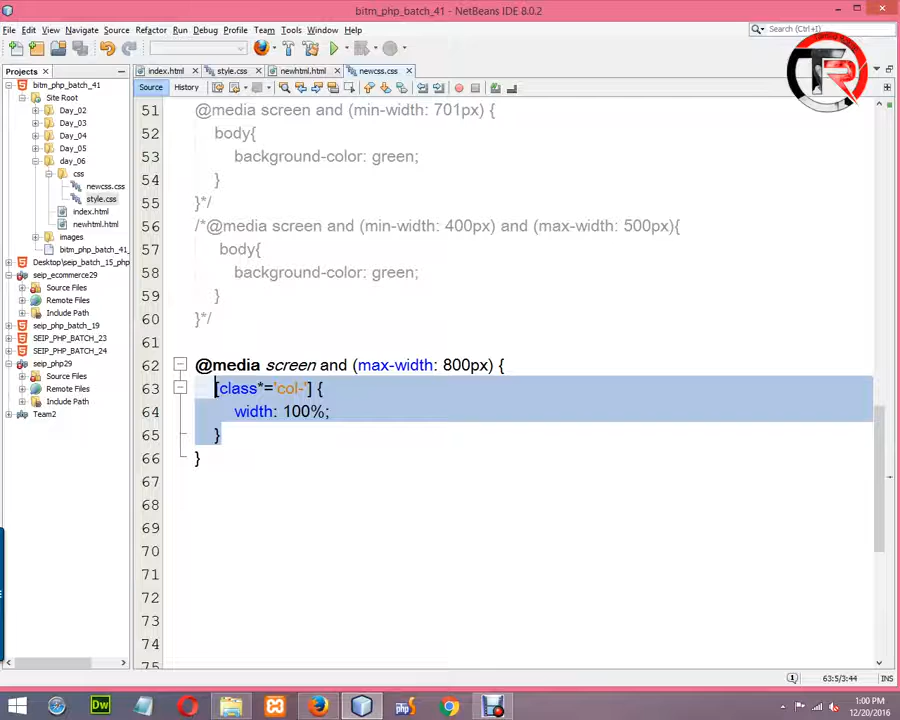 bitm_php_batch_41 - NetBeans IDE 8.0.2
File Edit View Navigate Source Refactor Run Debug Profile Team Tools Window Help
Search (Ctrl+I)
TR
Projects
index.html style.css newhtml.html newcss.css
Source History
bitm_php_batch_41
Site Root
Day_02
Day_03
Day_04
Day_05
day_06
css
newcss.css
style.css
index.html
newhtml.html
images
bitm_php_batch_41_
Desktop\seip_batch_15_php
seip_ecommerce29
Source Files
Remote Files
Include Path
seip_php_batch_19
SEIP_PHP_BATCH_23
SEIP_PHP_BATCH_24
seip_php29
Source Files
Remote Files
Include Path
Team2
51 @media screen and (min-width: 701px) {
52 body{
53 background-color: green;
54 }
55 }*/
56 /*@media screen and (min-width: 400px) and (max-width: 500px){
57 body{
58 background-color: green;
59 }
60 }*/
61
62 @media screen and (max-width: 800px) {
63 [class*='col-'] {
64 width: 100%;
65 }
66 }
67
68
69
70
71
72
73
74
75
63:5/3:44 INS
Dw
php
1:00 PM
12/20/2016